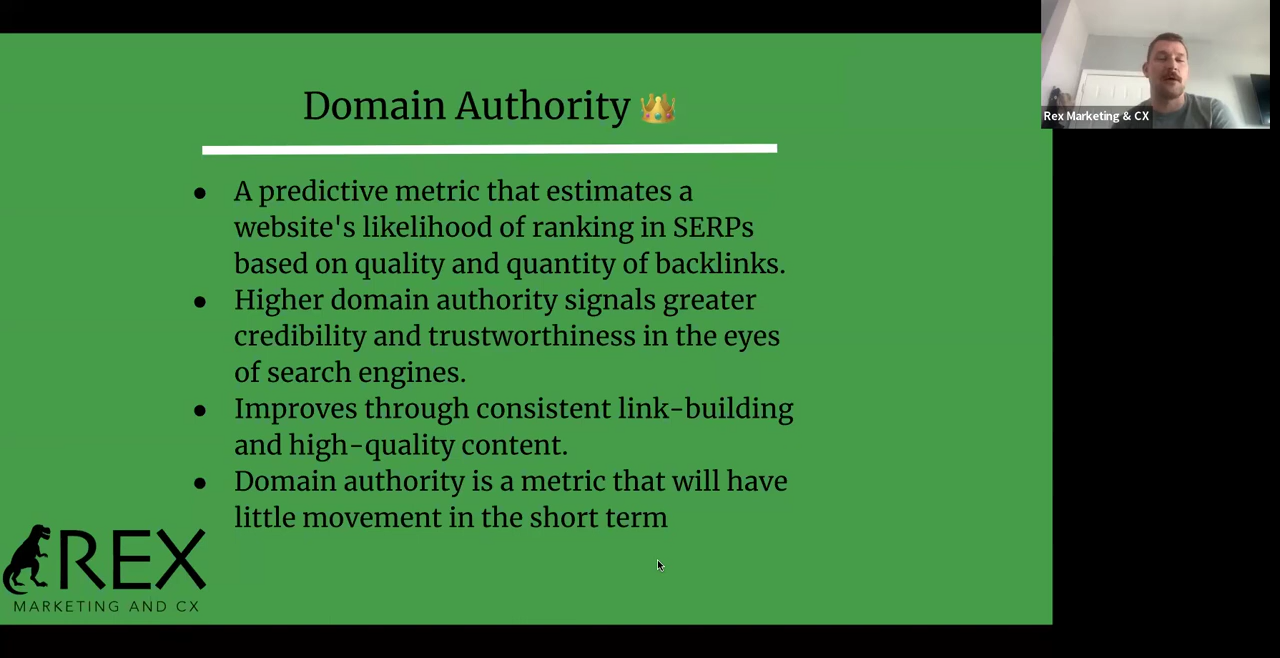 Domain Authority 👑
Rex Marketing & CX
● A predictive metric that estimates a
website's likelihood of ranking in SERPs
based on quality and quantity of backlinks.
● Higher domain authority signals greater
credibility and trustworthiness in the eyes
of search engines.
● Improves through consistent link-building
and high-quality content.
● Domain authority is a metric that will have
little movement in the short term
REX
MARKETING AND CX